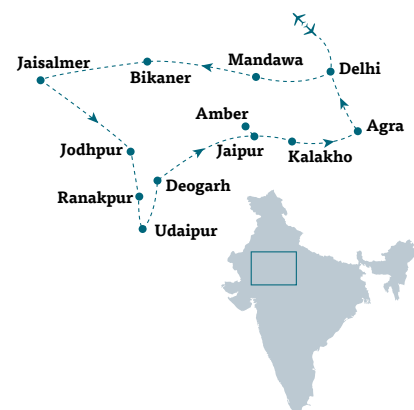 Jaisalmer
Mandawa
Delhi
Bikaner
Amber
Agra
Jodhpur
Jaipur
Kalakho
Deogarh
Ranakpur
Udaipur